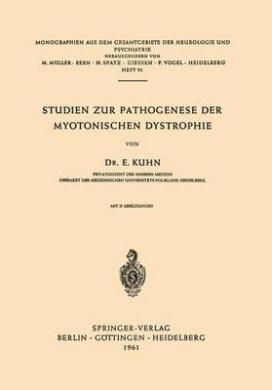 MONOGRAPHIEN AUS DEM GESAMTGEBIETE DER NEUROLOGIE UND
PSYCHIATRIE
HERAUSGEGEBEN VON
M. MÜLLER - BERN · H. SPATZ - GIESSEN · P. VOGEL - HEIDELBERG
HEFT 95
STUDIEN ZUR PATHOGENESE DER
MYOTONISCHEN DYSTROPHIE
VON
DR. E. KUHN
PRIVATDOZENT DER INNEREN MEDIZIN
OBERARZT DER MEDIZINISCHEN UNIVERSITÄTS-POLIKLINIK HEIDELBERG
MIT 27 ABBILDUNGEN
SPRINGER-VERLAG
BERLIN · GÖTTINGEN · HEIDELBERG
1961